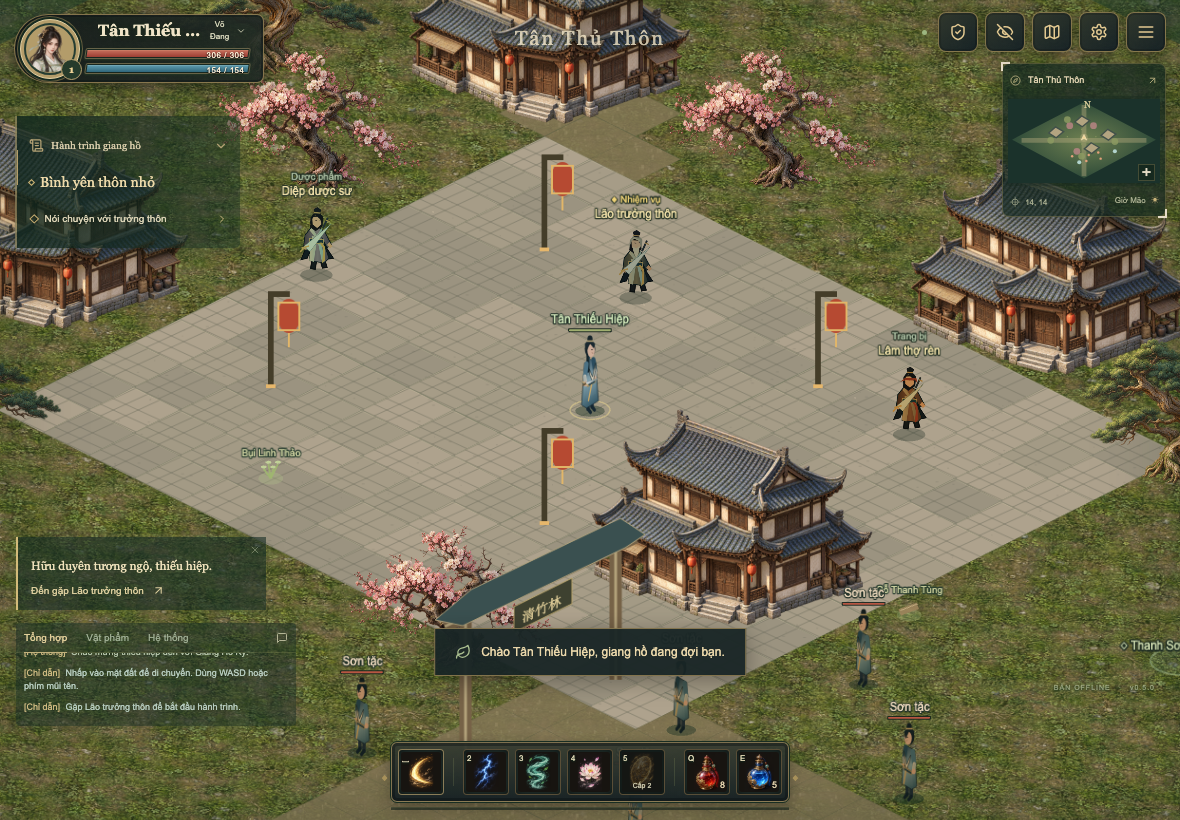 Tân Thiếu ...
Võ Đang
306 / 306
154 / 154
1
Tân Thủ Thôn
Tân Thủ Thôn
N
14, 14
Giờ Mão
Hành trình giang hồ
Bình yên thôn nhỏ
Nói chuyện với trưởng thôn
Dược phẩm
Diệp dược sư
Nhiệm vụ
Lão trưởng thôn
Tân Thiếu Hiệp
Trang bị
Lâm thợ rèn
Bụi Linh Thảo
Hữu duyên tương ngộ, thiếu hiệp.
Đến gặp Lão trưởng thôn
清竹林
Sơn tặc
Thanh Tùng
Thanh
BẢN OFFLINE
v0.5.0
Tổng hợp
Vật phẩm
Hệ thống
[Chỉ dẫn] Nhấp vào mặt đất để di chuyển. Dùng WASD hoặc
phím mũi tên.
[Chỉ dẫn] Gặp Lão trưởng thôn để bắt đầu hành trình.
Chào Tân Thiếu Hiệp, giang hồ đang đợi bạn.
Sơn tặc
Sơn tặc
2
3
4
5
Cấp 2
Q
8
E
5